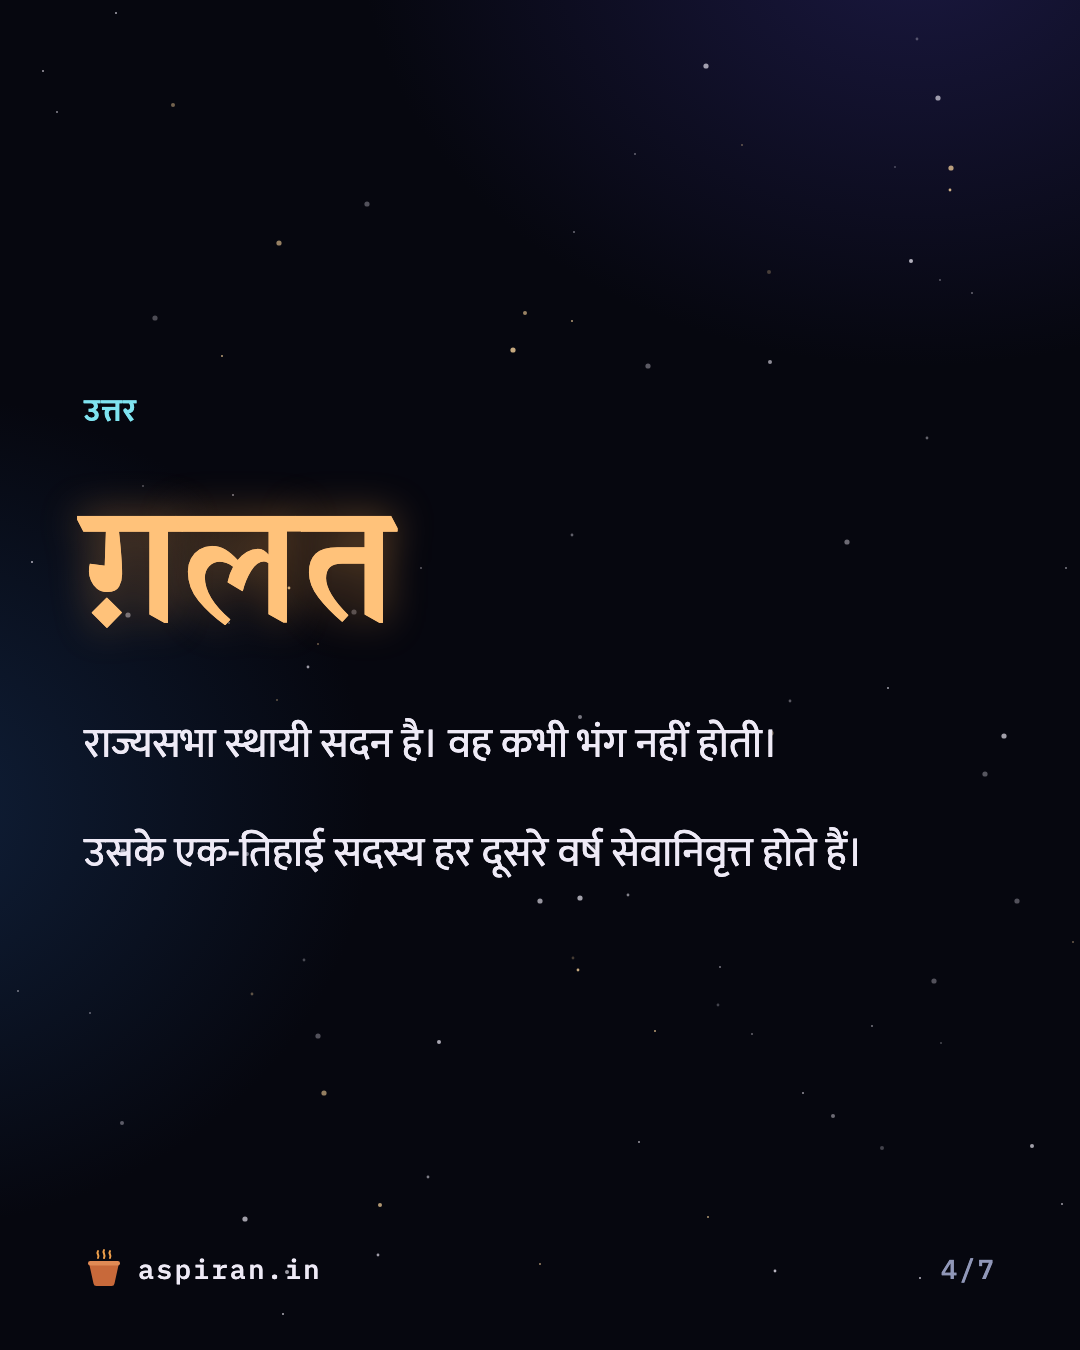 उत्तर
ग़लत
राज्यसभा स्थायी सदन है। वह कभी भंग नहीं होती।
उसके एक-तिहाई सदस्य हर दूसरे वर्ष सेवानिवृत्त होते हैं।
aspiran.in
4/7